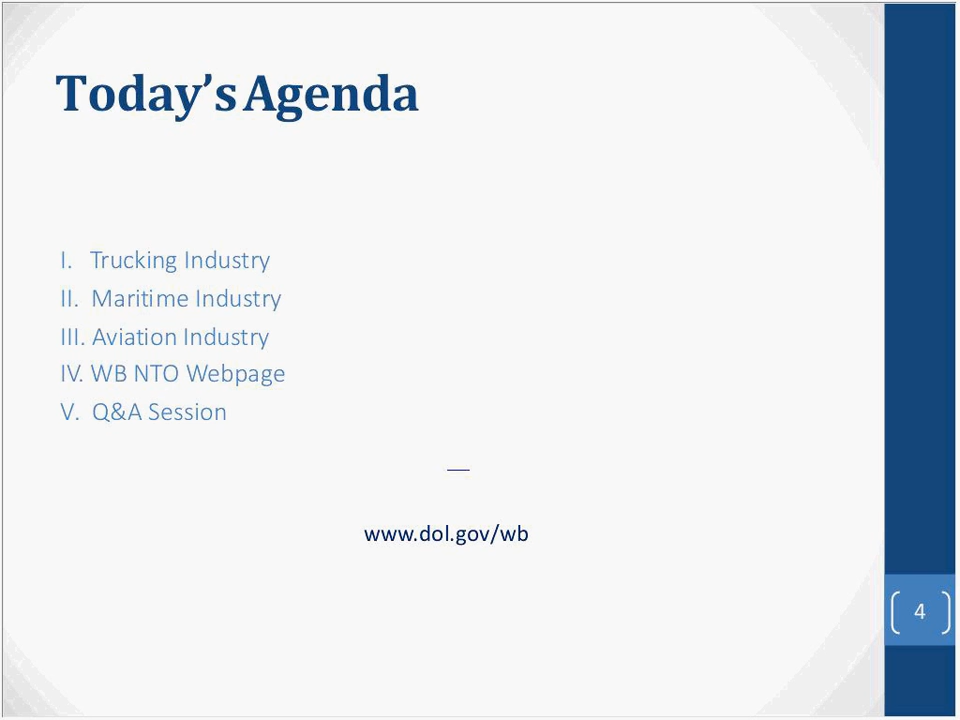 Today's Agenda
I. Trucking Industry
II. Maritime Industry
III. Aviation Industry
IV. WB NTO Webpage
V. Q&A Session
www.dol.gov/wb
4